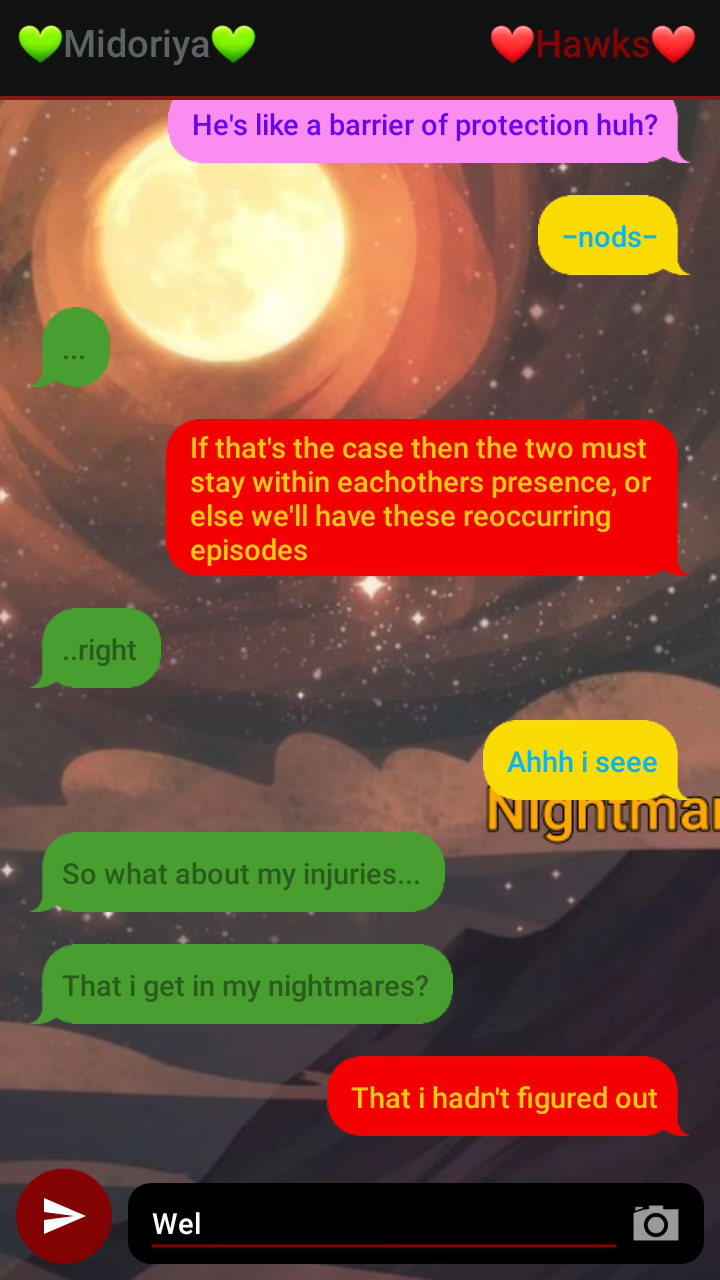 💚Midoriya💚 ❤️Hawks❤️
He's like a barrier of protection huh?
–nods–
...
If that's the case then the two must
stay within eachothers presence, or
else we'll have these reoccurring
episodes
..right
Ahhh i seee
Nightmar
So what about my injuries...
That i get in my nightmares?
That i hadn't figured out
Wel